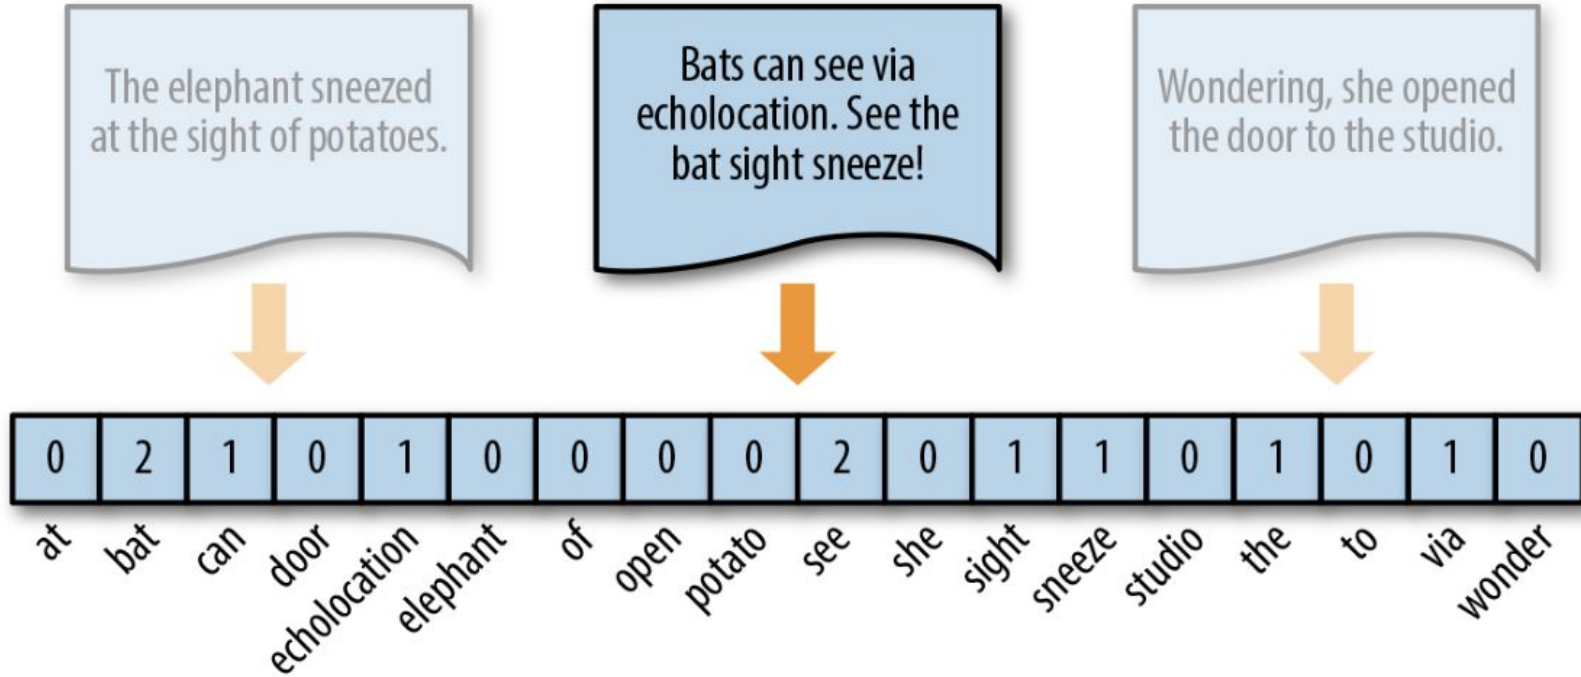 The elephant sneezed
at the sight of potatoes.
Bats can see via
echolocation. See the
bat sight sneeze!
Wondering, she opened
the door to the studio.
0 2 1 0 1 0 0 0 0 2 0 1 1 0 1 0 1 0
at bat can door echolocation elephant of open potato see she sight sneeze studio the to via wonder